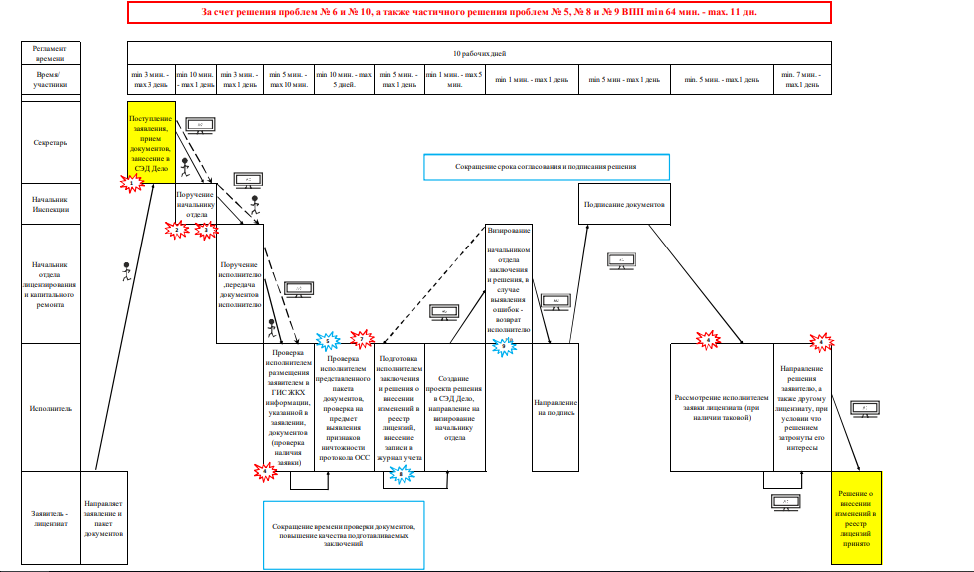 За счет решения проблем № 6 и № 10, а также частичного решения проблем № 5, № 8 и № 9 ВПП min 64 мин. - max. 11 дн.
Регламент
времени
10 рабочих дней
Время/
участники
min 3 мин. -
max 3 день
min 10 мин.
- max 1 день
min 3 мин. -
max 1 день
min 5 мин. -
max 10 мин.
min 10 мин. - max
5 дней.
min 5 мин. -
max 1 день
min 1 мин. - max 5
мин.
min 1 мин. - max 1 день
min 5 мин - max 1 день
min. 5 мин. - max.1 день
min. 7 мин. -
max.1 день
Секретарь
Поступление
заявления,
прием
документов,
занесение в
СЭД Дело
1
Сокращение срока согласования и подписания решения
Начальник
Инспекции
Поручение
начальнику
отдела
2
3
Подписание документов
Начальник
отдела
лицензирования
и капитального
ремонта
Поручение
исполнителю
,передача
документов
исполнителю
Визирование
начальником
отдела
заключения
и решения, в
случае
выявления
ошибок -
возврат
исполнителю
5
7
9
4
4
Исполнитель
Проверка
исполнителем
размещения
заявителем в
ГИС ЖКХ
информации,
указанной в
заявлении,
документов
(проверка
наличия
заявки)
4
Проверка
исполнителем
представленного
пакета
документов,
проверка на
предмет
выявления
признаков
ничтожности
протокола ОСС
Подготовка
исполнителем
заключения
и решения о
внесении
изменений в
реестр
лицензий,
внесение
записи в
журнал учета
8
Создание
проекта решения
в СЭД Дело,
направление на
визирование
начальнику
отдела
Направление
на подпись
Рассмотрение исполнителем
заявки лицензиата (при
наличии таковой)
Направление
решения
заявителю, а
также другому
лицензиату, при
условии что
решением
затронуты его
интересы
Заявитель -
лицензиат
Направляет
заявление и
пакет
документов
Сокращение времени проверки документов,
повышение качества подготавливаемых
заключений
Решение о
внесении
изменений в
реестр
лицензий
принято